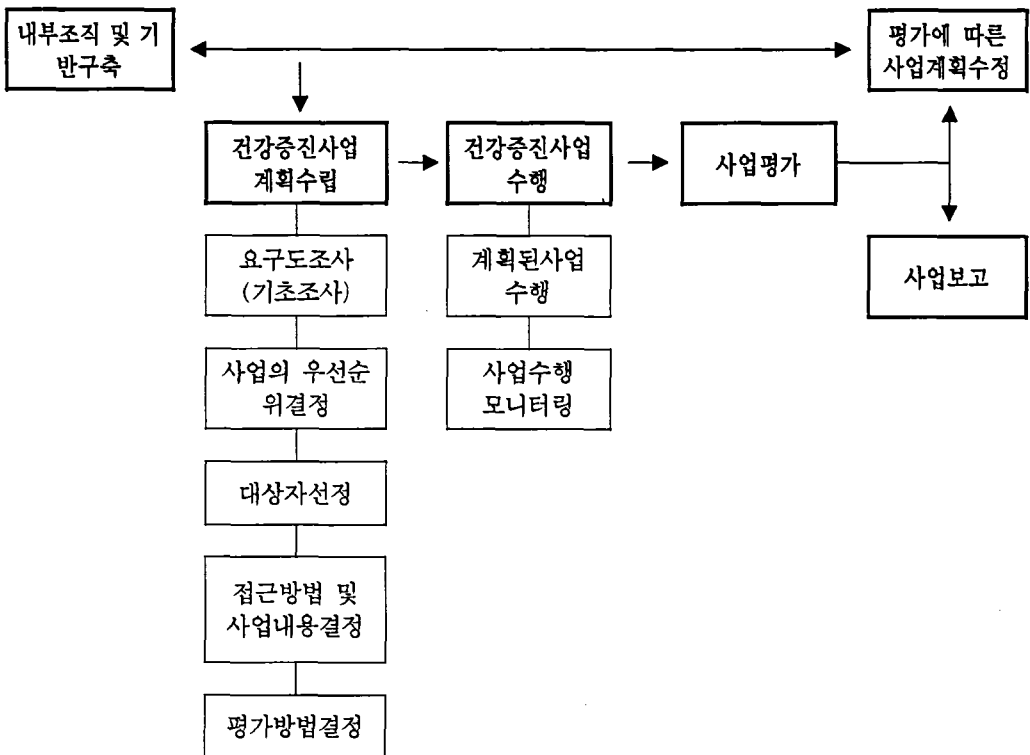 내부조직 및 기
반구축
평가에 따른
사업계획수정
건강증진사업
계획수립
건강증진사업
수행
사업평가
요구도조사
(기초조사)
계획된사업
수행
사업보고
사업의 우선순
위결정
사업수행
모니터링
대상자선정
접근방법 및
사업내용결정
평가방법결정